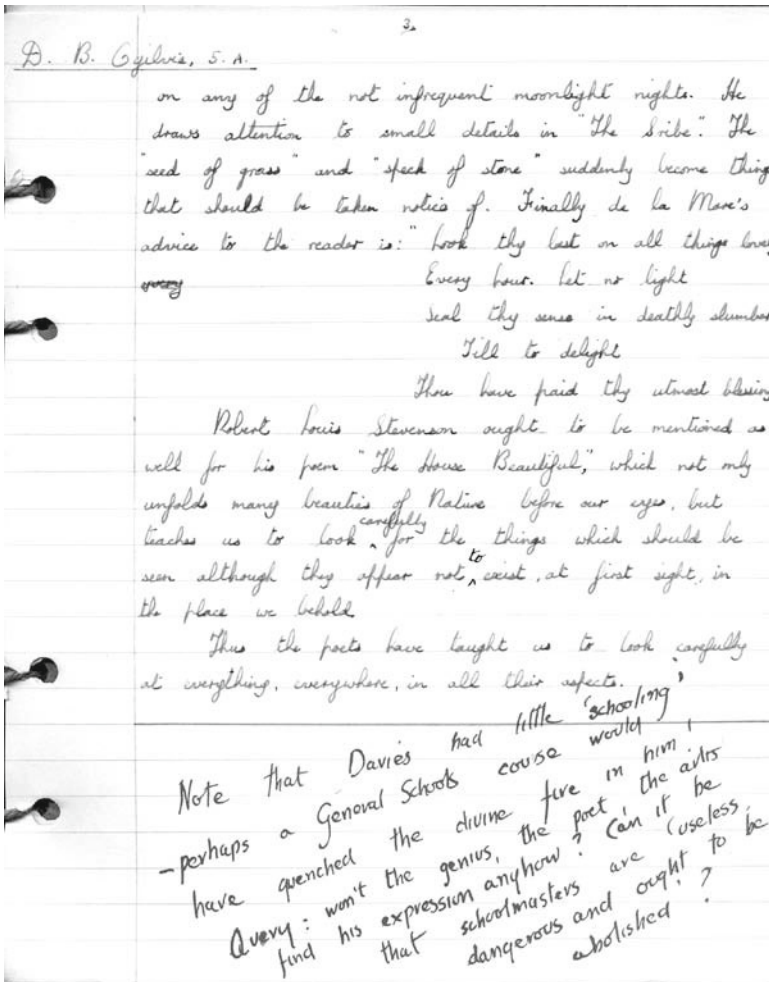 3.
D. B. Ogilvie, 5. A.
on any of the not infrequent moonlight nights. He
draws attention to small details in "The Sribe". The
"seed of grass" and "speck of stone" suddenly become thing
that should be taken notice of. Finally de la Mare's
advice to the reader is: "Look thy last on all things lovely
Every hour. Let no light
Seal thy sense in deathly slumber
Till to delight
Thou have paid thy utmost blessing
Robert Louis Stevenson ought to be mentioned as
well for his poem "The House Beautiful," which not only
unfolds many beauties of Nature before our eyes, but
teaches us to look carefully for the things which should be
seen although they appear not to exist, at first sight, in
the place we behold
Thus the poets have taught us to look carefully
at everything, everywhere, in all their aspects.
Note that Davies had little 'schooling'
- perhaps a General Schools course would
have quenched the divine fire in him!
Query: won't the genius, the poet, the artis
find his expression anyhow? Can it be
that schoolmasters are (useless,
dangerous and ought to be
abolished?